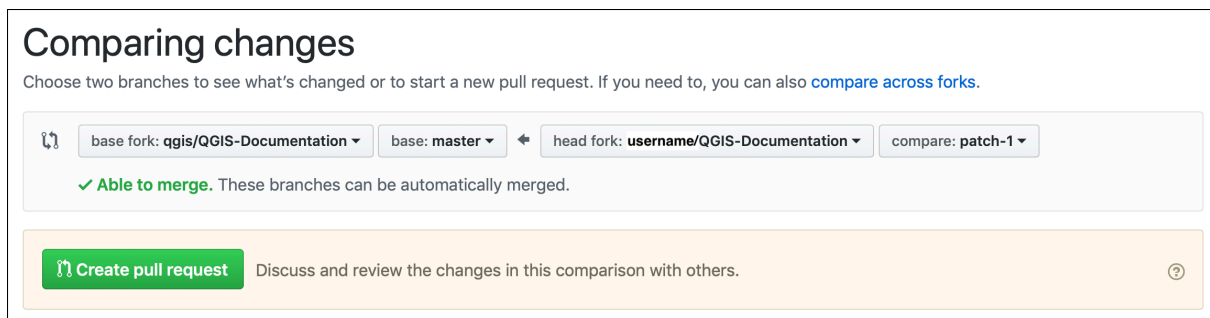 Comparing changes
Choose two branches to see what's changed or to start a new pull request. If you need to, you can also compare across forks.
base fork: qgis/QGIS-Documentation base: master head fork: username/QGIS-Documentation compare: patch-1
Able to merge. These branches can be automatically merged.
Create pull request Discuss and review the changes in this comparison with others. ?